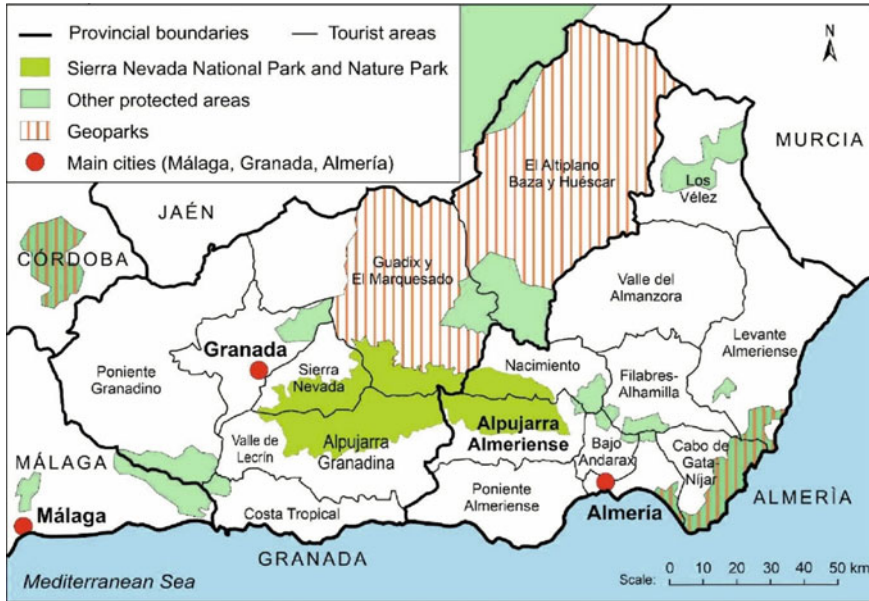 Provincial boundaries
Tourist areas
Sierra Nevada National Park and Nature Park
Other protected areas
Geoparks
Main cities (Málaga, Granada, Almería)
N
MURCIA
El Altiplano
Baza y Huéscar
Los
Vélez
JAÉN
CÓRDOBA
Guadix y
El Marquesado
Valle del
Almanzora
Levante
Almeriense
Granada
Poniente
Granadino
Sierra
Nevada
Nacimiento
Filabres-
Alhamilla
Alpujarra
Almeriense
Valle de
Lecrín
Alpujarra
Granadina
Bajo
Andarax
Cabo de
Gata-
Níjar
MÁLAGA
Málaga
Costa Tropical
Poniente
Almeriense
Almería
ALMERÌA
GRANADA
Mediterranean Sea
Scale:
0 10 20 30 40 50 km